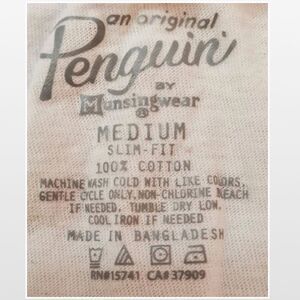 an original
Penguin
BY
Munsingwear
®
MEDIUM
SLIM-FIT
100% COTTON
MACHINE WASH COLD WITH LIKE COLORS,
GENTLE CYCLE ONLY, NON-CHLORINE BEACH
IF NEEDED. TUMBLE DRY LOW.
COOL IRON IF NEEDED
MADE IN BANGLADESH
RN#15741 CA#37909